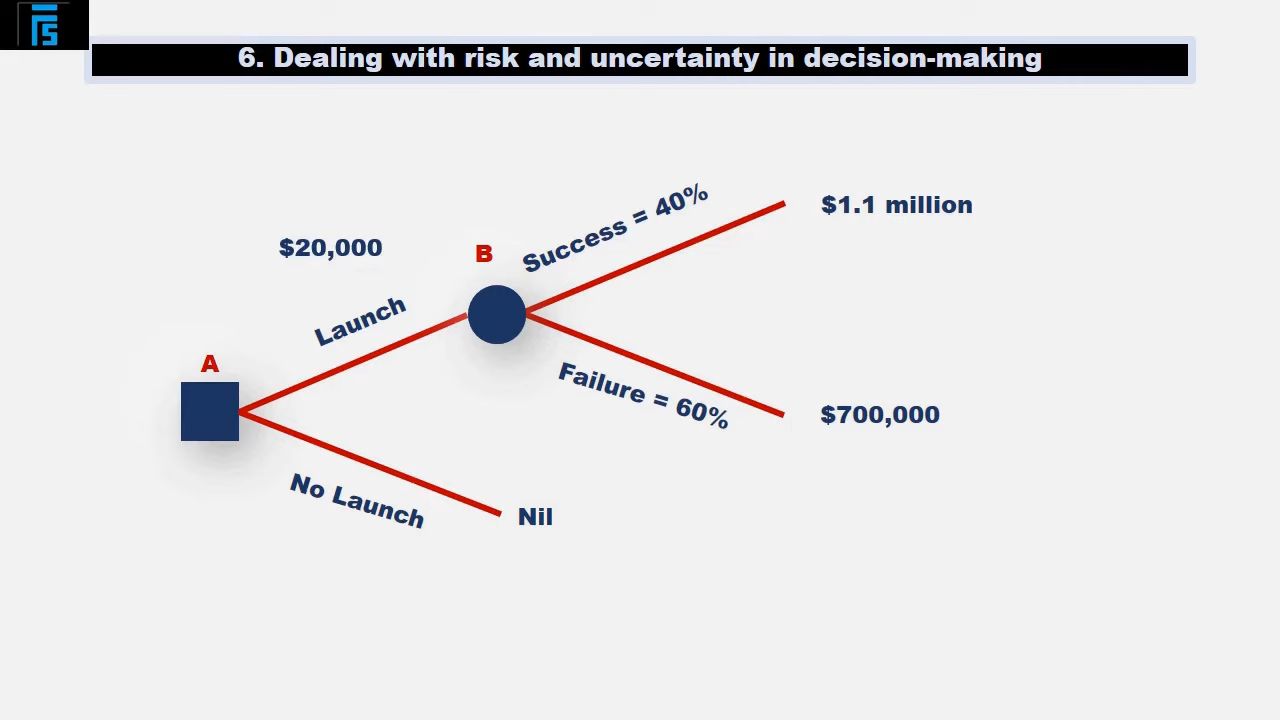 6. Dealing with risk and uncertainty in decision-making
Success = 40%
$1.1 million
$20,000
B
Launch
A
Failure = 60%
$700,000
No Launch
Nil